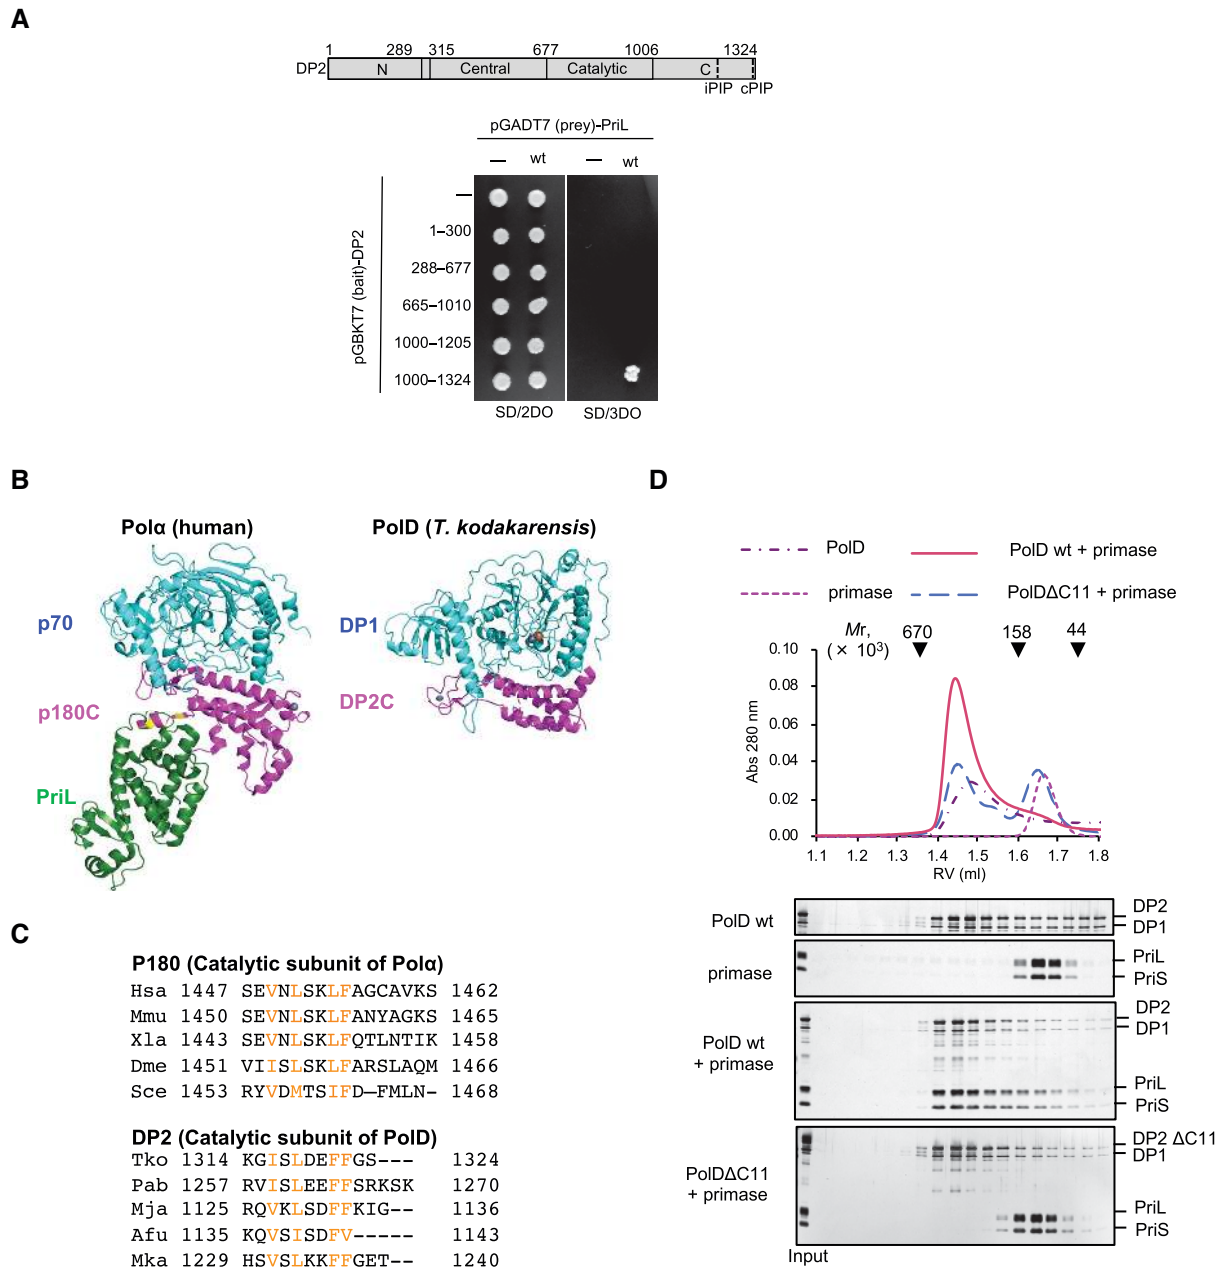 A
1 289 315 677 1006 1324
DP2 N Central Catalytic C
iPIP cPIP
pGADT7 (prey)-PriL
— wt — wt
pGBKT7 (bait)-DP2
—
1–300
288–677
665–1010
1000–1205
1000–1324
SD/2DO SD/3DO
B
Polα (human) PolD (T. kodakarensis)
p70 DP1
p180C DP2C
PriL
C
P180 (Catalytic subunit of Polα)
Hsa 1447 SEVNLSKLFAGCAVKS 1462
Mmu 1450 SEVNLSKLFANYAGKS 1465
Xla 1443 SEVNLSKLFQTLNTIK 1458
Dme 1451 VIISLSKLFARSLAQM 1466
Sce 1453 RYVDMTSIFD—FMLN- 1468
DP2 (Catalytic subunit of PolD)
Tko 1314 KGISLDEFFGS--- 1324
Pab 1257 RVISLEEFFSRKSK 1270
Mja 1125 RQVKLSDFFKIG-- 1136
Afu 1135 KQVSISDFV----- 1143
Mka 1229 HSVSLKKFFGET-- 1240
D
PolD PolD wt + primase
primase PolDΔC11 + primase
Mr, 670 158 44
(× 10³)
Abs 280 nm
0.10
0.08
0.06
0.04
0.02
0.00
1.1 1.2 1.3 1.4 1.5 1.6 1.7 1.8
RV (ml)
PolD wt DP2
DP1
primase PriL
PriS
PolD wt
+ primase
DP2
DP1
PriL
PriS
PolDΔC11
+ primase
DP2 ΔC11
DP1
PriL
PriS
Input